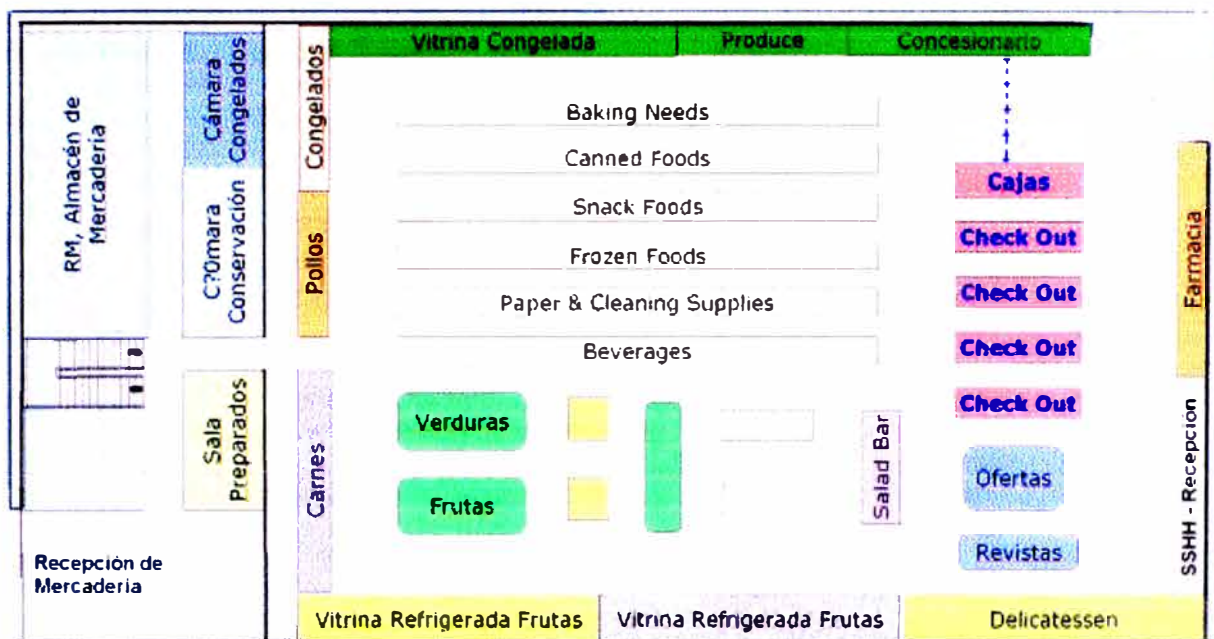 Vitrina Congelada
Produce
Concesionario
RM, Almacén de
Mercadería
Cámara
Congelados
Congelados
Baking Needs
Canned Foods
Snack Foods
Frozen Foods
Paper & Cleaning Supplies
Beverages
Cajas
Check Out
Check Out
Check Out
Check Out
Farmacia
C?0mara
Conservación
Pollos
Sala
Preparados
Carnes
Verduras
Frutas
Salad Bar
Ofertas
Revistas
SSHH - Recepción
Recepción de
Mercadería
Vitrina Refrigerada Frutas
Vitrina Refrigerada Frutas
Delicatessen